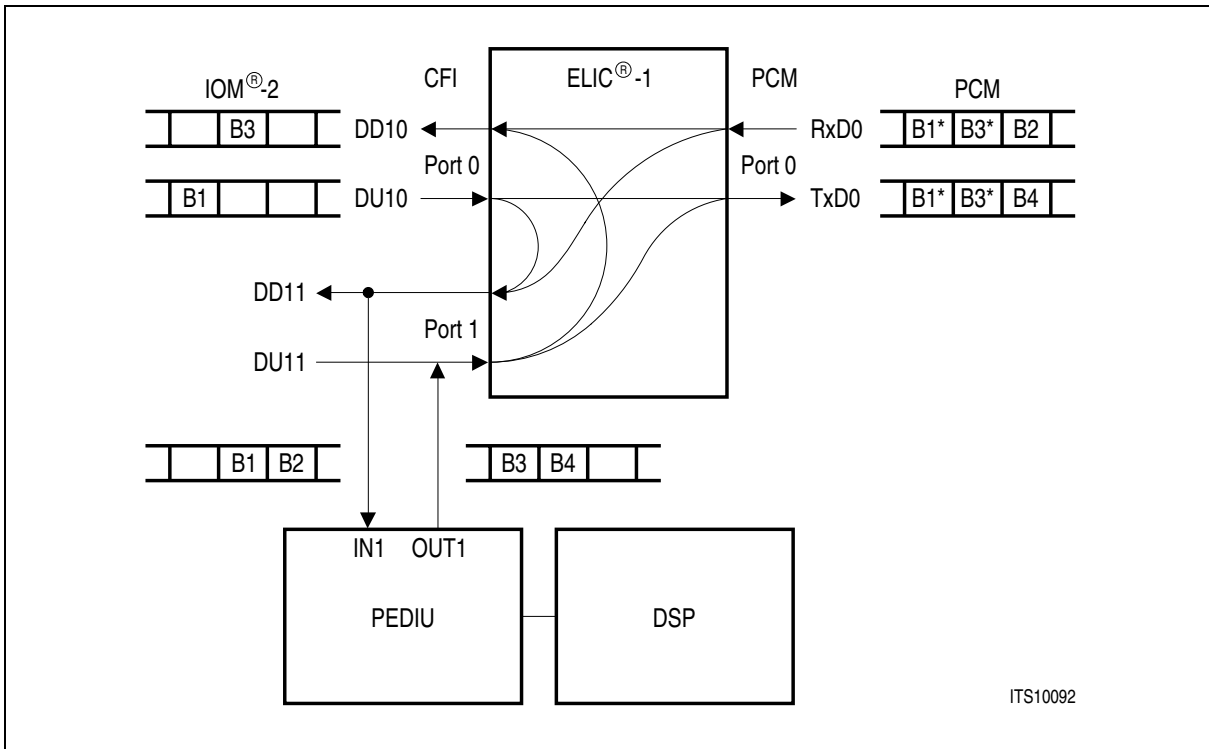 IOM®-2 CFI ELIC®-1 PCM PCM
B3 DD10 RxD0 B1* B3* B2
Port 0 Port 0
B1 DU10 TxD0 B1* B3* B4
DD11
Port 1
DU11
B1 B2 B3 B4
IN1 OUT1
PEDIU DSP
ITS10092